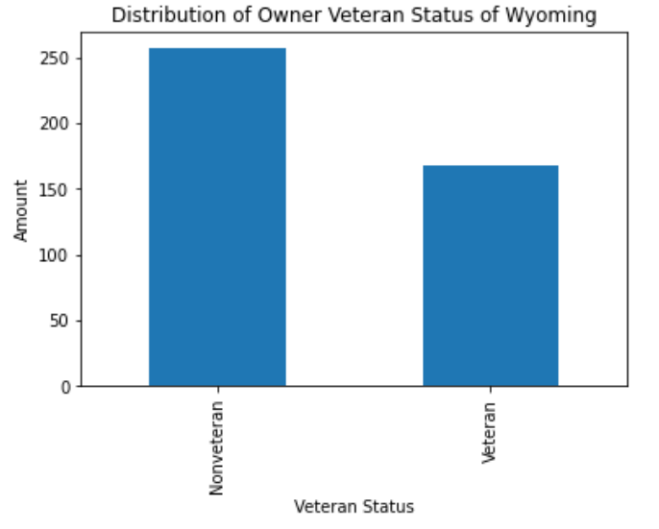 Distribution of Owner Veteran Status of Wyoming
250
200
150
100
50
0
Amount
Nonveteran
Veteran
Veteran Status